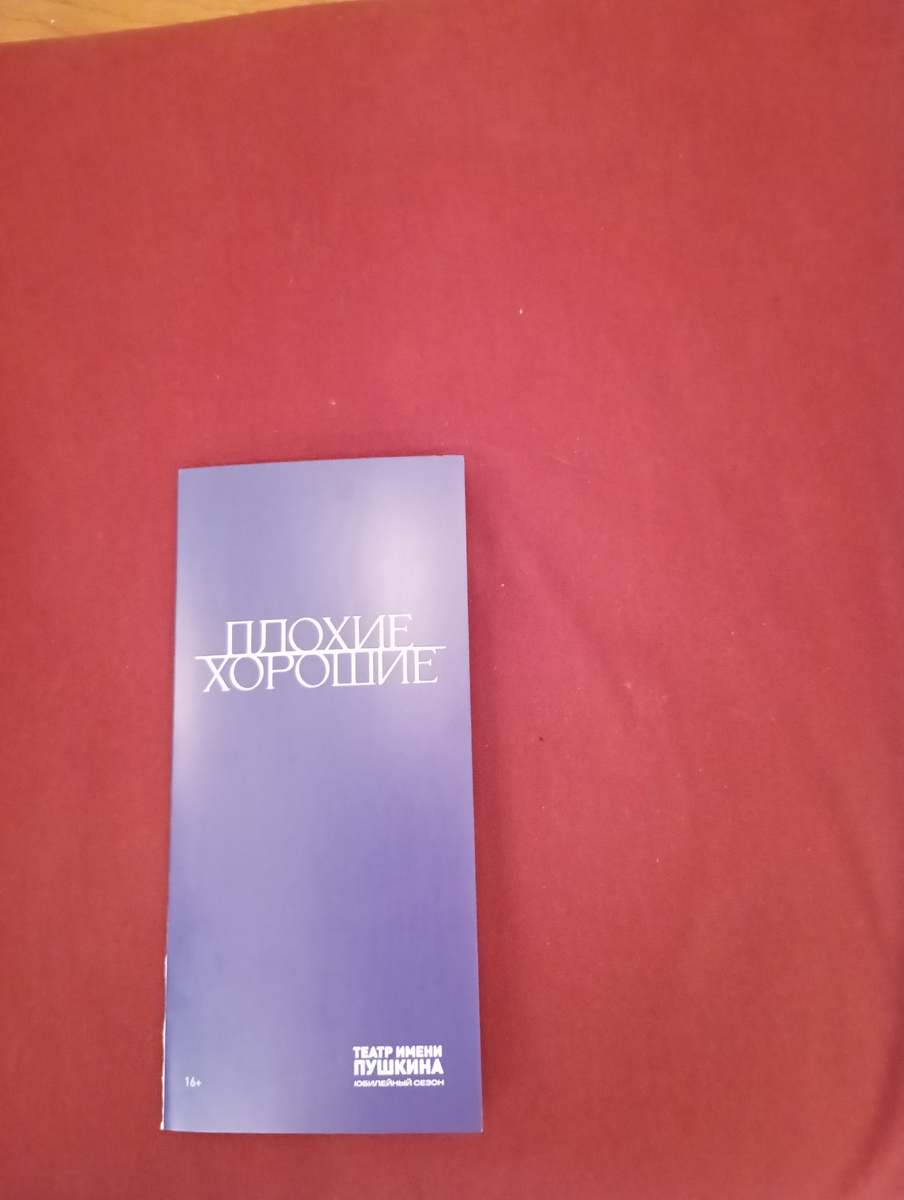 ПЛОХИЕ
ХОРОШИЕ
ТЕАТР ИМЕНИ
ПУШКИНА
ЮБИЛЕЙНЫЙ СЕЗОН
16+